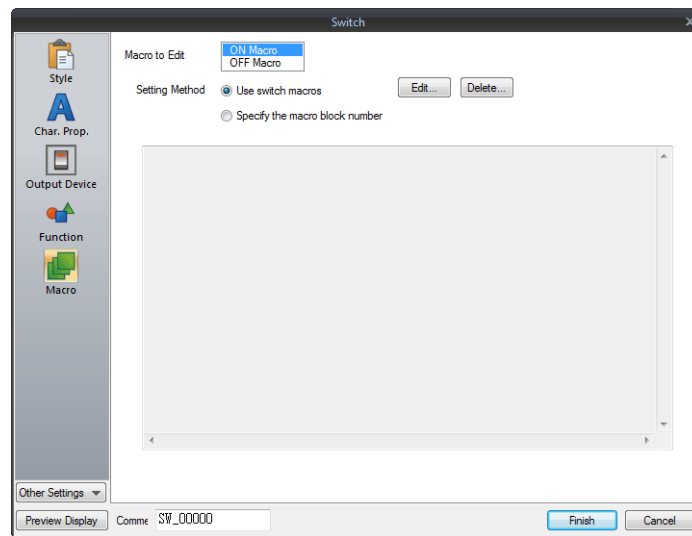 Switch
Style
Char. Prop.
Output Device
Function
Macro
Other Settings
Preview Display
Macro to Edit
ON Macro
OFF Macro
Setting Method
Use switch macros
Edit...
Delete...
Specify the macro block number
Comme
SW_00000
Finish
Cancel